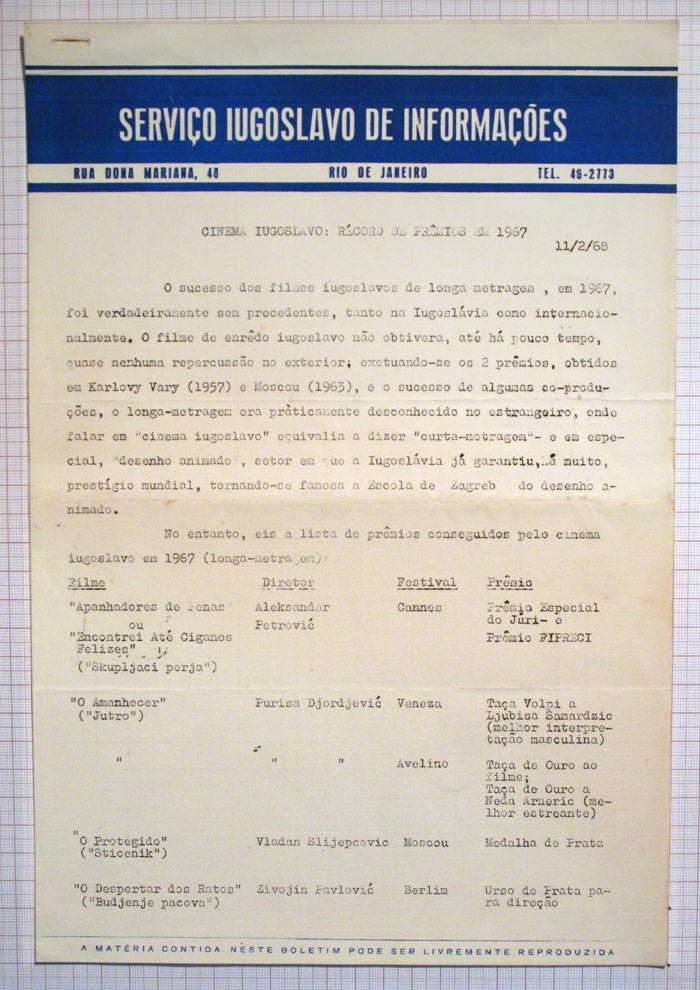 SERVIÇO IUGOSLAVO DE INFORMAÇÕES
RUA DONA MARIANA, 48 RIO DE JANEIRO TEL. 46-2773
CINEMA IUGOSLAVO: RÉCORD DE PRÊMIOS EM 1967
11/2/68
O sucesso dos filmes iugoslavos de longa metragem , em 1967,
foi verdadeiramente sem precedentes, tanto na Iugoslávia como internacio-
nalmente. O filme de enrêdo iugoslavo não obtivera, até há pouco tempo,
quase nenhuma repercussão no exterior; exetuando-se os 2 prêmios, obtidos
em Karlovy Vary (1957) e Moscou (1963), e o sucesso de algumas co-produ-
ções, o longa-metragem era pràticamente desconhecido no estrangeiro, onde
falar em "cinema iugoslavo" equivalia a dizer "curta-metragem"- e em espe-
cial, "desenho animado", setor em que a Iugoslávia já garantiu,há muito,
prestígio mundial, tornando-se famosa a Escola de Zagreb do desenho a-
nimado.
No entanto, eis a lista de prêmios conseguidos pelo cinema
iugoslavo em 1967 (longa-metragem):
Filme Diretor Festival Prêmio
"Apanhadores de Penas" Aleksandar Cannes Prêmio Especial
ou Petrović do Júri- e
"Encontrei Até Ciganos Prêmio FIPRECI
Felizes"
("Skupljaci perja")
"O Amanhecer" Purisa Djordjević Veneza Taça Volpi a
("Jutro") Ljubisa Samardzic
(melhor interpre-
tação masculina)
" " " Avelino Taça de Ouro ao
filme;
Taça de Ouro a
Neda Arneric (me-
lhor estreante)
"O Protegido" Vladan Slijepcevic Moscou Medalha de Prata
("Sticenik")
"O Despertar dos Ratos" Zivojin Pavlović Berlim Urso de Prata pa-
("Budjenje pacova") ra direção
A MATÉRIA CONTIDA NÊSTE BOLETIM PODE SER LIVREMENTE REPRODUZIDA